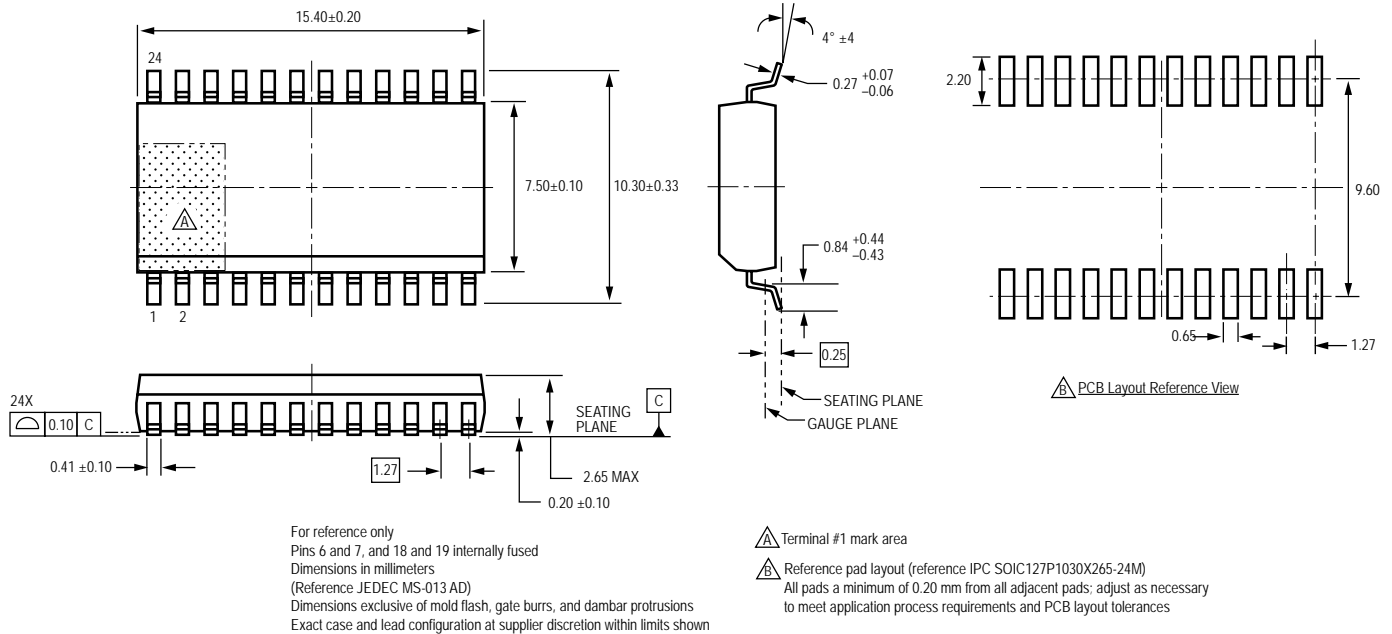 15.40±0.20
24
7.50±0.10
10.30±0.33
A
1 2
4° ±4
0.27 +0.07
–0.06
0.84 +0.44
–0.43
0.25
SEATING PLANE
GAUGE PLANE
2.20
9.60
0.65
1.27
B PCB Layout Reference View
24X
0.10 C
SEATING
PLANE
C
0.41 ±0.10
1.27
2.65 MAX
0.20 ±0.10
For reference only
Pins 6 and 7, and 18 and 19 internally fused
Dimensions in millimeters
(Reference JEDEC MS-013 AD)
Dimensions exclusive of mold flash, gate burrs, and dambar protrusions
Exact case and lead configuration at supplier discretion within limits shown
A Terminal #1 mark area
B Reference pad layout (reference IPC SOIC127P1030X265-24M)
All pads a minimum of 0.20 mm from all adjacent pads; adjust as necessary
to meet application process requirements and PCB layout tolerances